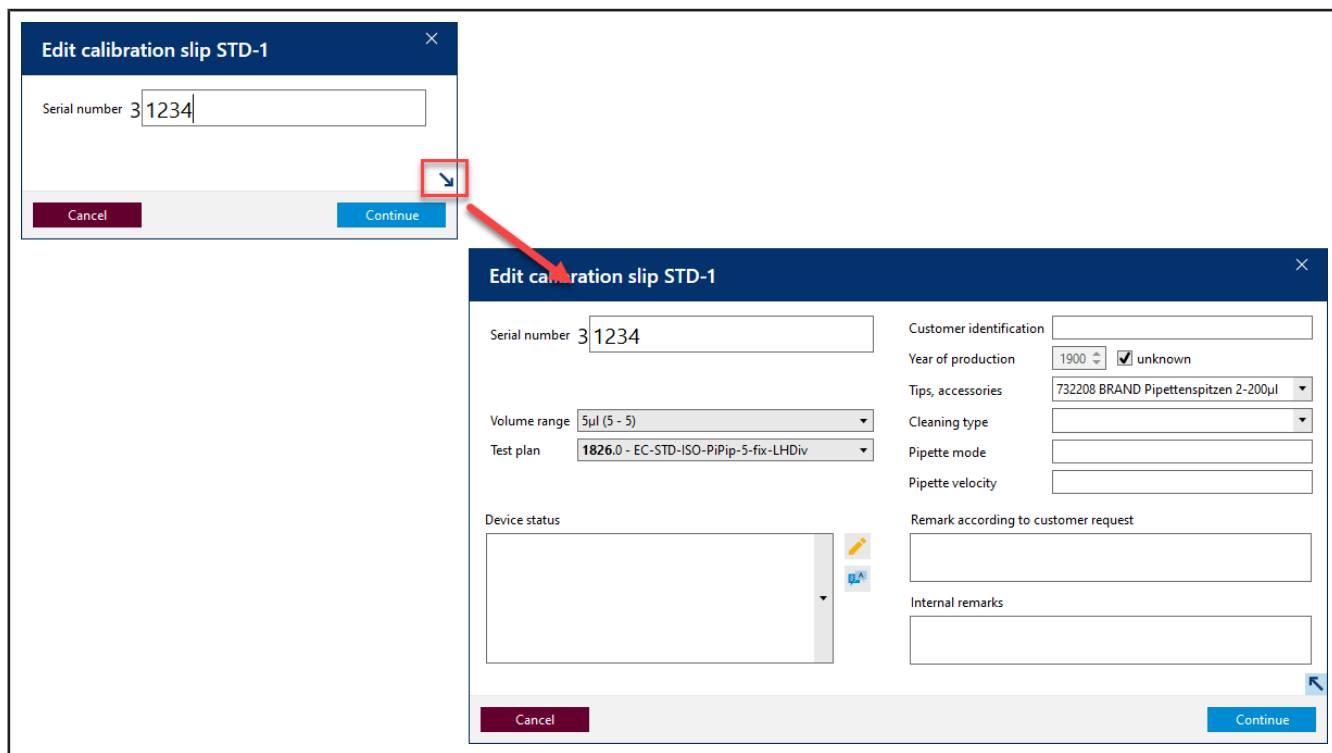 Edit calibration slip STD-1
Serial number 3 1234
Cancel Continue
Edit calibration slip STD-1
Serial number 3 1234
Volume range 5µl (5 - 5)
Test plan 1826.0 - EC-STD-ISO-PiPip-5-fix-LHDiv
Device status
Customer identification
Year of production 1900 unknown
Tips, accessories 732208 BRAND Pipettenspitzen 2-200µl
Cleaning type
Pipette mode
Pipette velocity
Remark according to customer request
Internal remarks
Cancel Continue